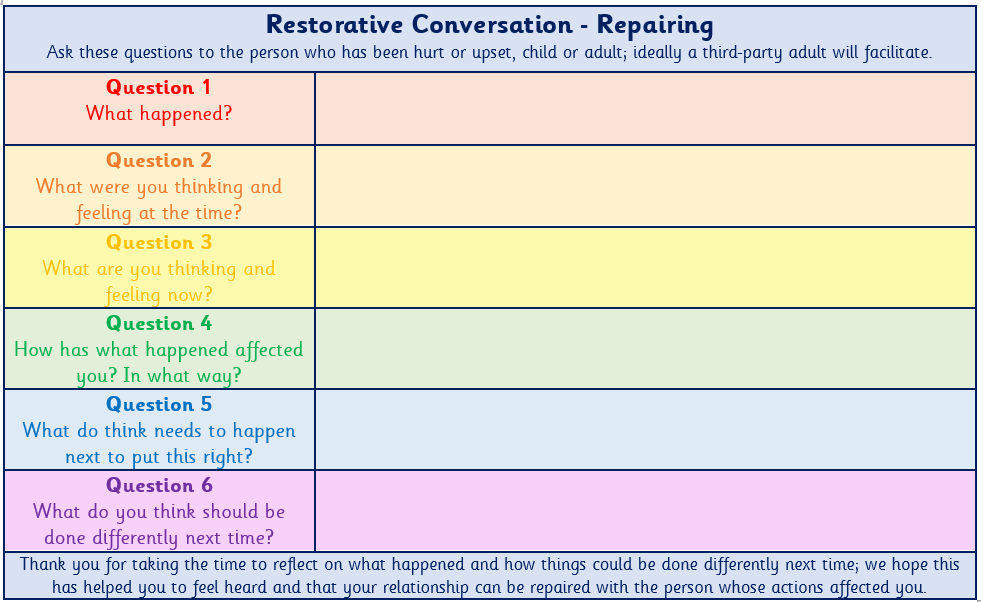 Restorative Conversation - Repairing
Ask these questions to the person who has been hurt or upset, child or adult; ideally a third-party adult will facilitate.
Question 1
What happened?
Question 2
What were you thinking and
feeling at the time?
Question 3
What are you thinking and
feeling now?
Question 4
How has what happened affected
you? In what way?
Question 5
What do think needs to happen
next to put this right?
Question 6
What do you think should be
done differently next time?
Thank you for taking the time to reflect on what happened and how things could be done differently next time; we hope this
has helped you to feel heard and that your relationship can be repaired with the person whose actions affected you.